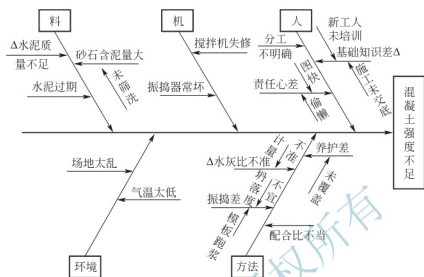 料
机
人
Δ水泥质
量不足
砂石含泥量大
未筛洗
水泥过期
搅拌机失修
振捣器常坏
分工
不明确
新工人
未培训
基础知识差Δ
图快
责任心差
偷懒
施工未交底
混凝土强度不足
场地太乱
气温太低
环境
计量
不准
Δ水灰比不准
养护差
未覆盖
坍落度
不宜
振捣差
模板跑浆
配合比不当
方法
权所有